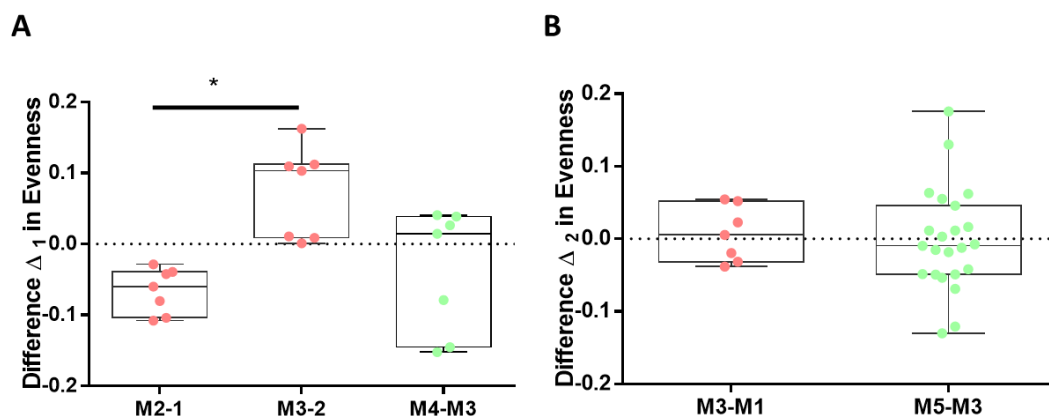 A
Difference Δ 1 in Evenness
0.2
0.1
0.0
-0.1
-0.2
*
M2-1 M3-2 M4-M3
B
Difference Δ 2 in Evenness
0.2
0.1
0.0
-0.1
-0.2
M3-M1 M5-M3